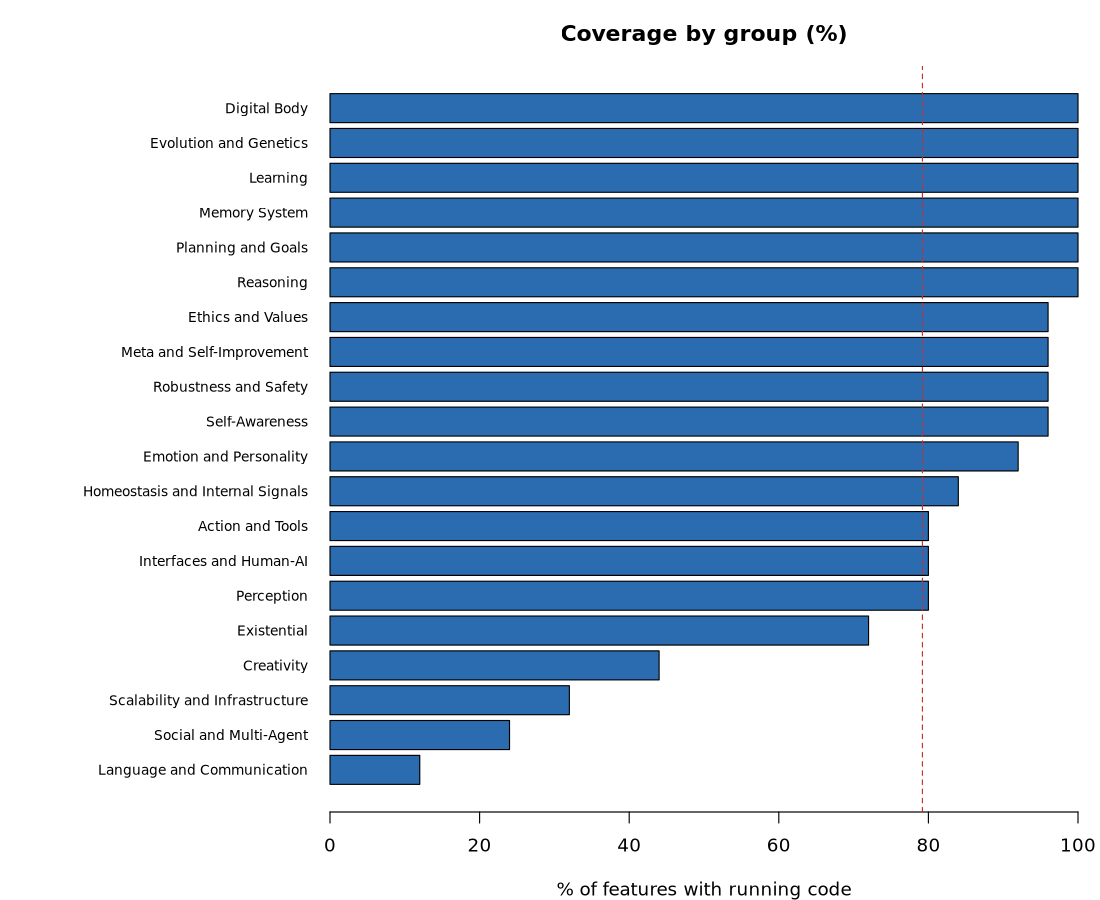 Coverage by group (%)
Digital Body
Evolution and Genetics
Learning
Memory System
Planning and Goals
Reasoning
Ethics and Values
Meta and Self-Improvement
Robustness and Safety
Self-Awareness
Emotion and Personality
Homeostasis and Internal Signals
Action and Tools
Interfaces and Human-AI
Perception
Existential
Creativity
Scalability and Infrastructure
Social and Multi-Agent
Language and Communication
0 20 40 60 80 100
% of features with running code